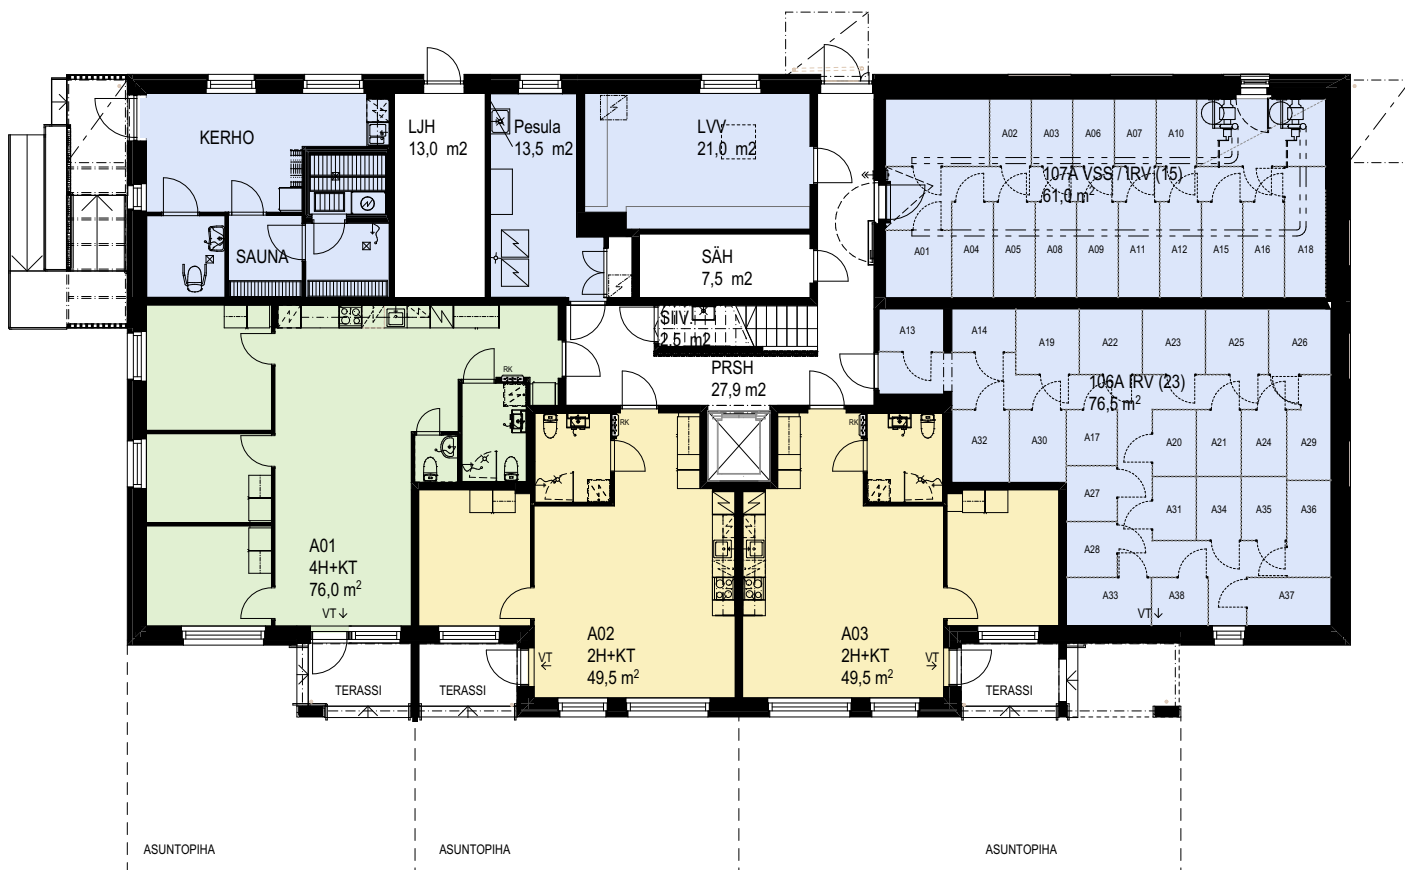 KERHO
LJH
13,0 m2
Pesula
13,5 m2
LVV
21,0 m2
SAUNA
SÄH
7,5 m2
SIIV.
2,5 m2
PRSH
27,9 m2
A02
A03
A06
A07
A10
107A VSS / IRV (15)
61,0 m²
A01
A04
A05
A08
A09
A11
A12
A15
A16
A18
A13
A14
A19
A22
A23
A25
A26
106A IRV (23)
76,5 m²
A32
A30
A17
A20
A21
A24
A29
A27
A31
A34
A35
A36
A28
A33
A38
A37
VT
RK
RK
RK
A01
4H+KT
76,0 m²
VT
A02
2H+KT
49,5 m²
VT
A03
2H+KT
49,5 m²
VT
TERASSI
TERASSI
TERASSI
ASUNTOPIHA
ASUNTOPIHA
ASUNTOPIHA